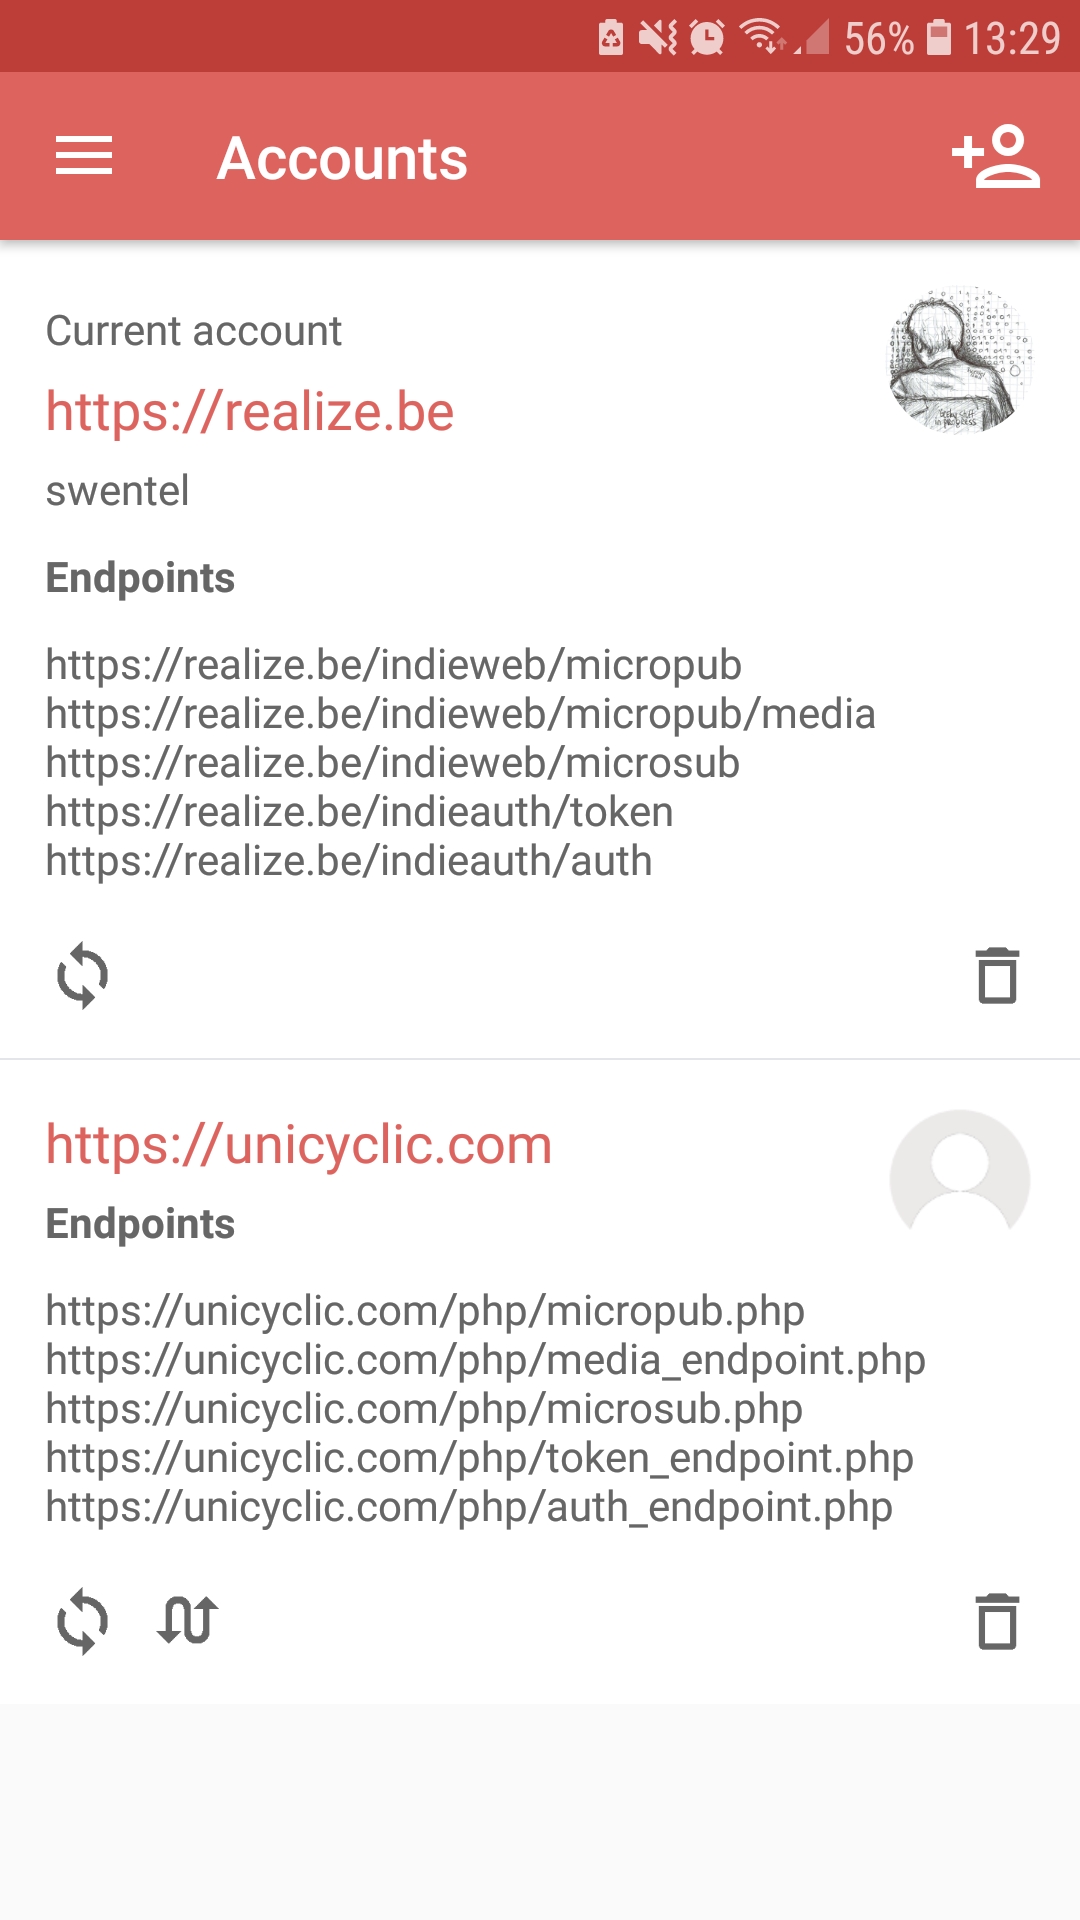 56% 13:29
Accounts
Current account
https://realize.be
swentel
Endpoints
https://realize.be/indieweb/micropub
https://realize.be/indieweb/micropub/media
https://realize.be/indieweb/microsub
https://realize.be/indieauth/token
https://realize.be/indieauth/auth
https://unicyclic.com
Endpoints
https://unicyclic.com/php/micropub.php
https://unicyclic.com/php/media_endpoint.php
https://unicyclic.com/php/microsub.php
https://unicyclic.com/php/token_endpoint.php
https://unicyclic.com/php/auth_endpoint.php